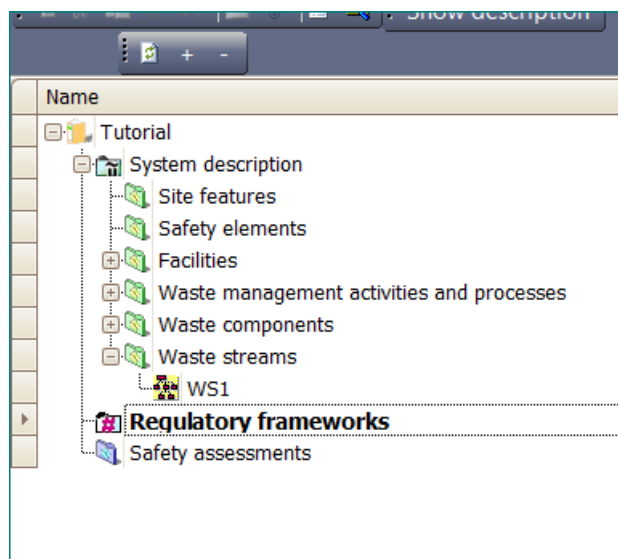 Show description
+ -
Name
Tutorial
System description
Site features
Safety elements
Facilities
Waste management activities and processes
Waste components
Waste streams
WS1
Regulatory frameworks
Safety assessments